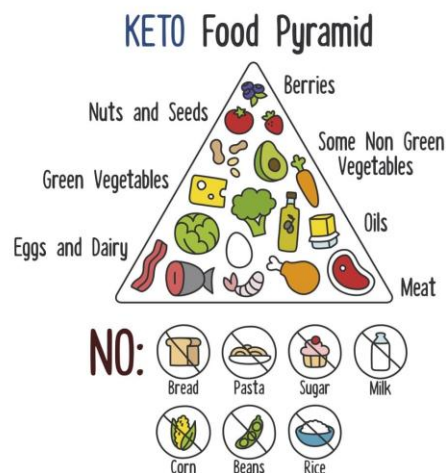 KETO Food Pyramid
Berries
Nuts and Seeds
Some Non Green
Vegetables
Green Vegetables
Oils
Eggs and Dairy
Meat
NO:
Bread
Pasta
Sugar
Milk
Corn
Beans
Rice